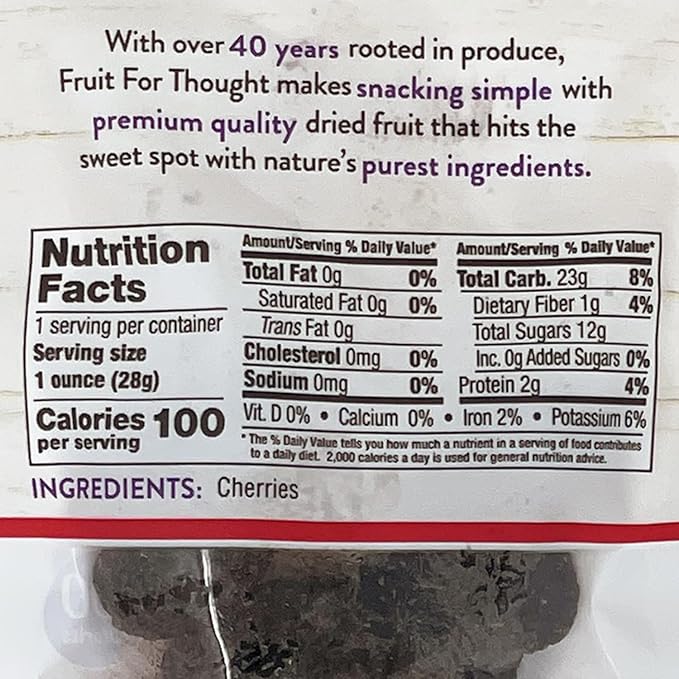 With over 40 years rooted in produce,
Fruit For Thought makes snacking simple with
premium quality dried fruit that hits the
sweet spot with nature's purest ingredients.
Nutrition
Facts
1 serving per container
Serving size
1 ounce (28g)
Calories 100
per serving
Amount/Serving % Daily Value*
Total Fat 0g 0%
Saturated Fat 0g 0%
Trans Fat 0g
Cholesterol 0mg 0%
Sodium 0mg 0%
Amount/Serving % Daily Value*
Total Carb. 23g 8%
Dietary Fiber 1g 4%
Total Sugars 12g
Inc. 0g Added Sugars 0%
Protein 2g 4%
Vit. D 0% • Calcium 0% • Iron 2% • Potassium 6%
*The % Daily Value tells you how much a nutrient in a serving of food contributes
to a daily diet. 2,000 calories a day is used for general nutrition advice.
INGREDIENTS: Cherries